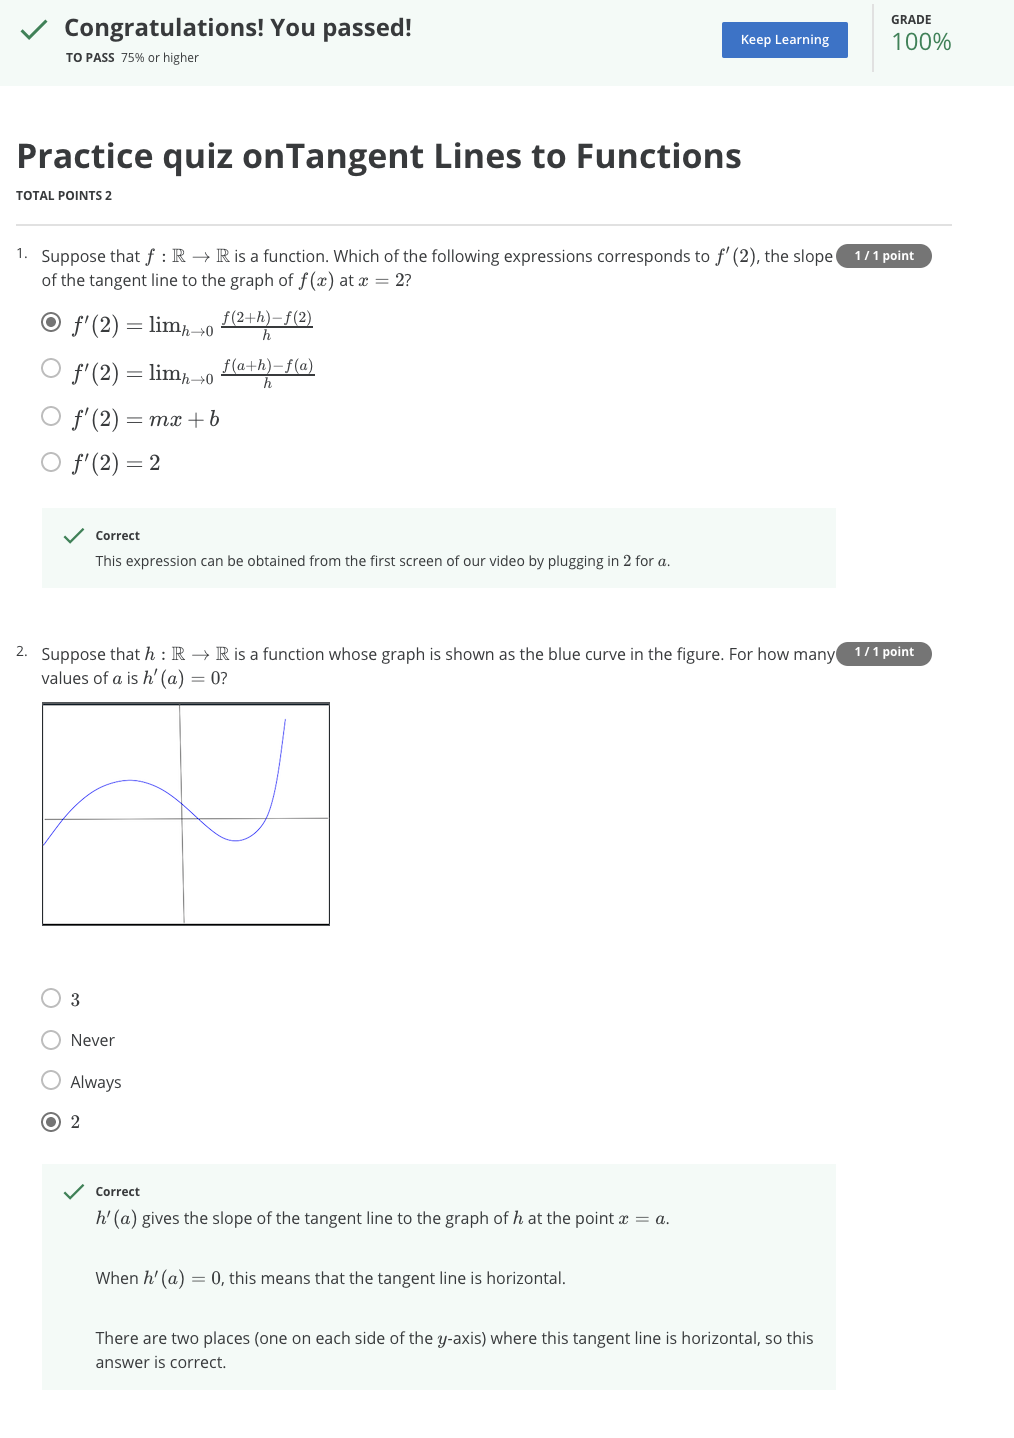 Congratulations! You passed!
TO PASS 75% or higher
Keep Learning
GRADE
100%
Practice quiz onTangent Lines to Functions
TOTAL POINTS 2
1. Suppose that f : ℝ → ℝ is a function. Which of the following expressions corresponds to f′(2), the slope
of the tangent line to the graph of f(x) at x = 2?
1 / 1 point
f′(2) = lim_{h→0} \frac{f(2+h)−f(2)}{h}
f′(2) = lim_{h→0} \frac{f(a+h)−f(a)}{h}
f′(2) = mx + b
f′(2) = 2
Correct
This expression can be obtained from the first screen of our video by plugging in 2 for a.
2. Suppose that h : ℝ → ℝ is a function whose graph is shown as the blue curve in the figure. For how many
values of a is h′(a) = 0?
1 / 1 point
3
Never
Always
2
Correct
h′(a) gives the slope of the tangent line to the graph of h at the point x = a.
When h′(a) = 0, this means that the tangent line is horizontal.
There are two places (one on each side of the y-axis) where this tangent line is horizontal, so this
answer is correct.